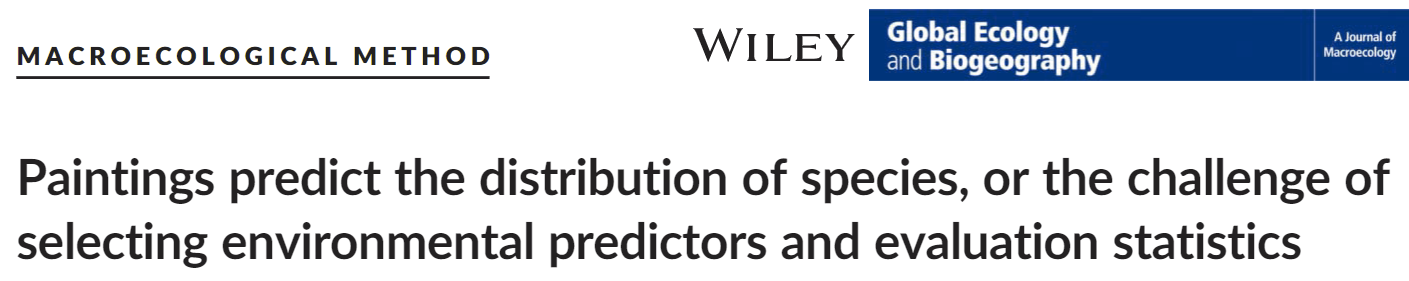 MACROECOLOGICAL METHOD
WILEY
Global Ecology
and Biogeography
A Journal of
Macroecology
Paintings predict the distribution of species, or the challenge of
selecting environmental predictors and evaluation statistics